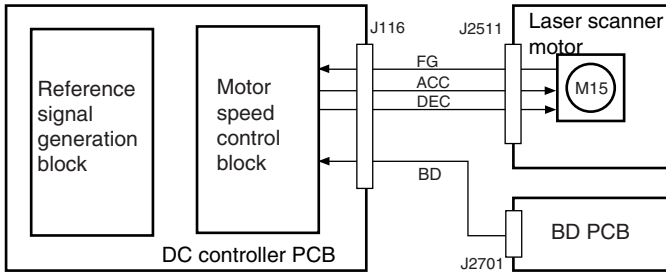 J116
J2511
Laser scanner
motor
FG
ACC
DEC
M15
Reference
signal
generation
block
Motor
speed
control
block
BD
BD PCB
DC controller PCB
J2701